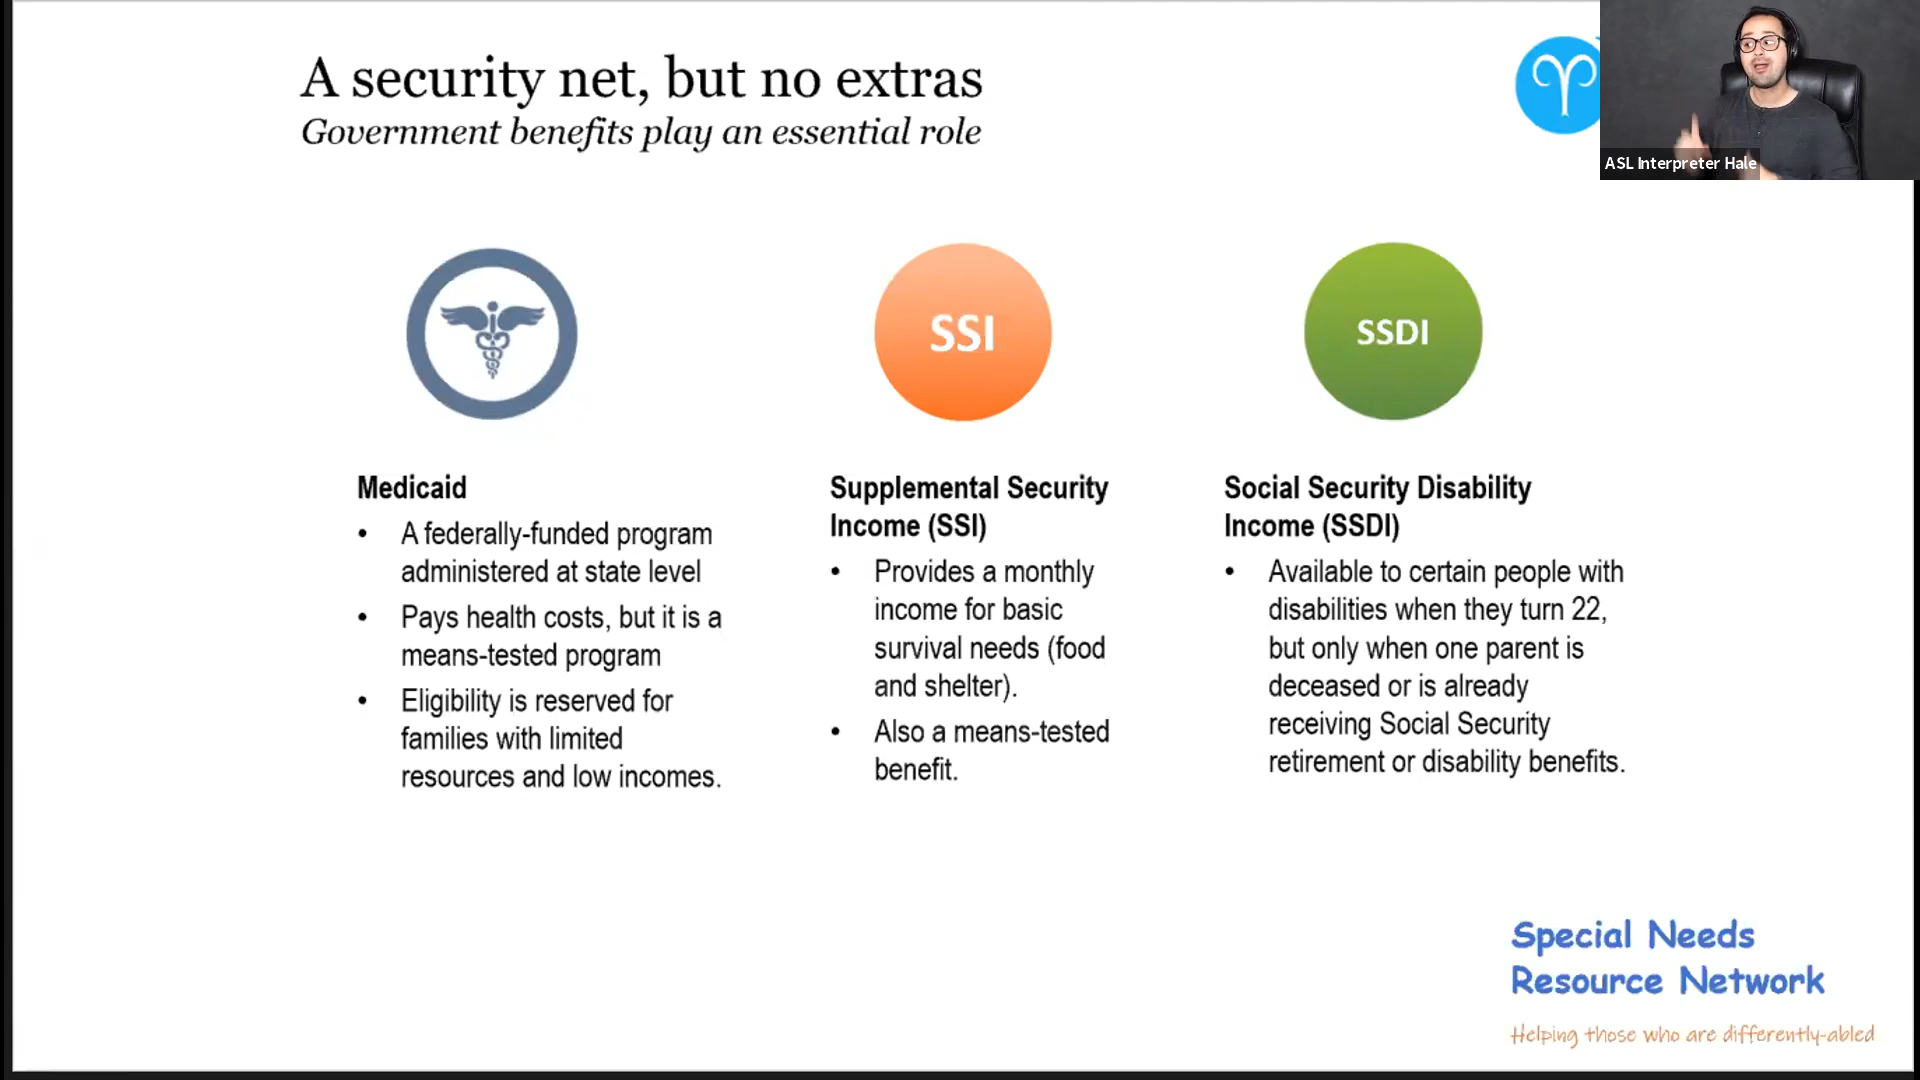 A security net, but no extras
Government benefits play an essential role
ASL Interpreter Hale
SSI
SSDI
Medicaid
• A federally-funded program
administered at state level
• Pays health costs, but it is a
means-tested program
• Eligibility is reserved for
families with limited
resources and low incomes.
Supplemental Security
Income (SSI)
• Provides a monthly
income for basic
survival needs (food
and shelter).
• Also a means-tested
benefit.
Social Security Disability
Income (SSDI)
• Available to certain people with
disabilities when they turn 22,
but only when one parent is
deceased or is already
receiving Social Security
retirement or disability benefits.
Special Needs
Resource Network
Helping those who are differently-abled